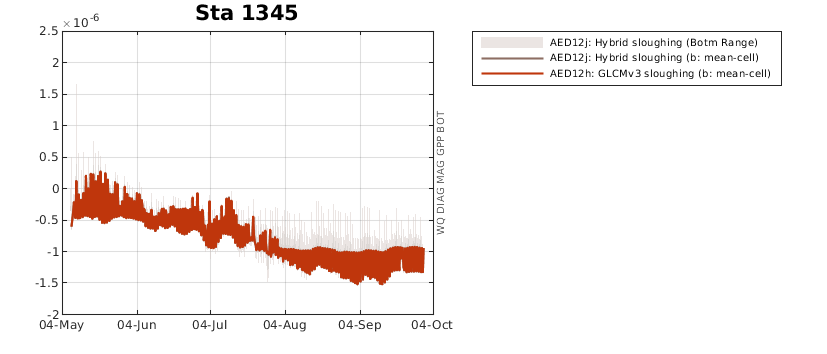 Sta 1345
× 10-6
2.5
2
1.5
1
0.5
0
-0.5
-1
-1.5
-2
04-May
04-Jun
04-Jul
04-Aug
04-Sep
04-Oct
WQ DIAG MAG GPP BOT
AED12j: Hybrid sloughing (Botm Range)
AED12j: Hybrid sloughing (b: mean-cell)
AED12h: GLCMv3 sloughing (b: mean-cell)